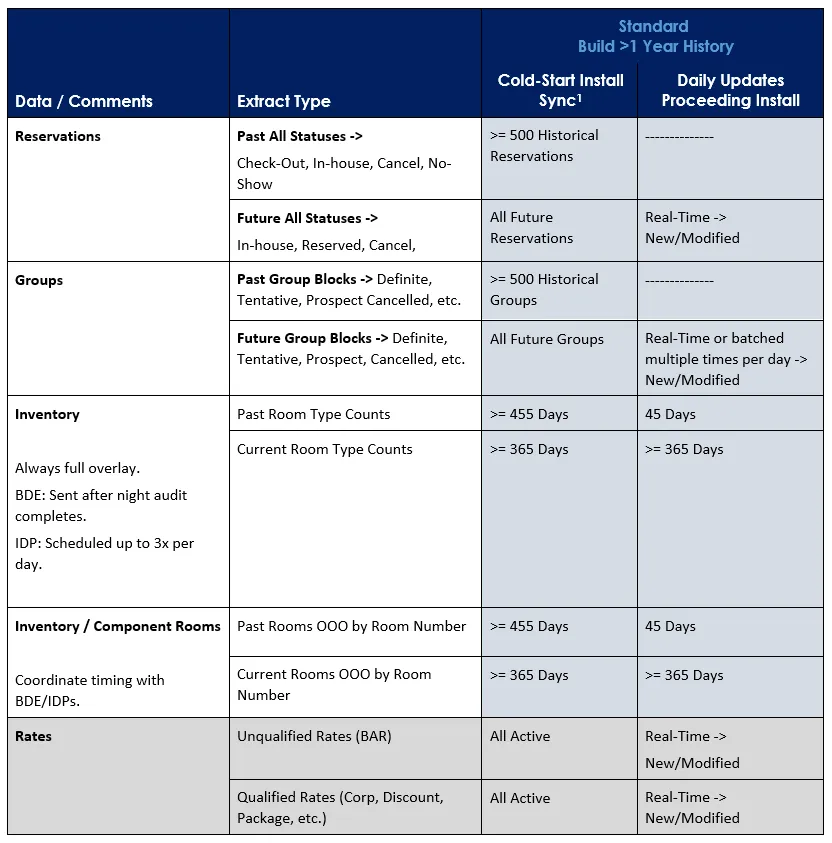 Standard
Build >1 Year History
Data / Comments
Extract Type
Cold-Start Install
Sync1
Daily Updates
Proceeding Install
Reservations
Past All Statuses ->
Check-Out, In-house, Cancel, No-
Show
>= 500 Historical
Reservations
--------------
Future All Statuses ->
In-house, Reserved, Cancel,
All Future
Reservations
Real-Time ->
New/Modified
Groups
Past Group Blocks -> Definite,
Tentative, Prospect Cancelled, etc.
>= 500 Historical
Groups
--------------
Future Group Blocks -> Definite,
Tentative, Prospect, Cancelled, etc.
All Future Groups
Real-Time or batched
multiple times per day ->
New/Modified
Inventory
Always full overlay.
BDE: Sent after night audit
completes.
IDP: Scheduled up to 3x per
day.
Past Room Type Counts
>= 455 Days
45 Days
Current Room Type Counts
>= 365 Days
>= 365 Days
Inventory / Component Rooms
Coordinate timing with
BDE/IDPs.
Past Rooms OOO by Room Number
>= 455 Days
45 Days
Current Rooms OOO by Room
Number
>= 365 Days
>= 365 Days
Rates
Unqualified Rates (BAR)
All Active
Real-Time ->
New/Modified
Qualified Rates (Corp, Discount,
Package, etc.)
All Active
Real-Time ->
New/Modified